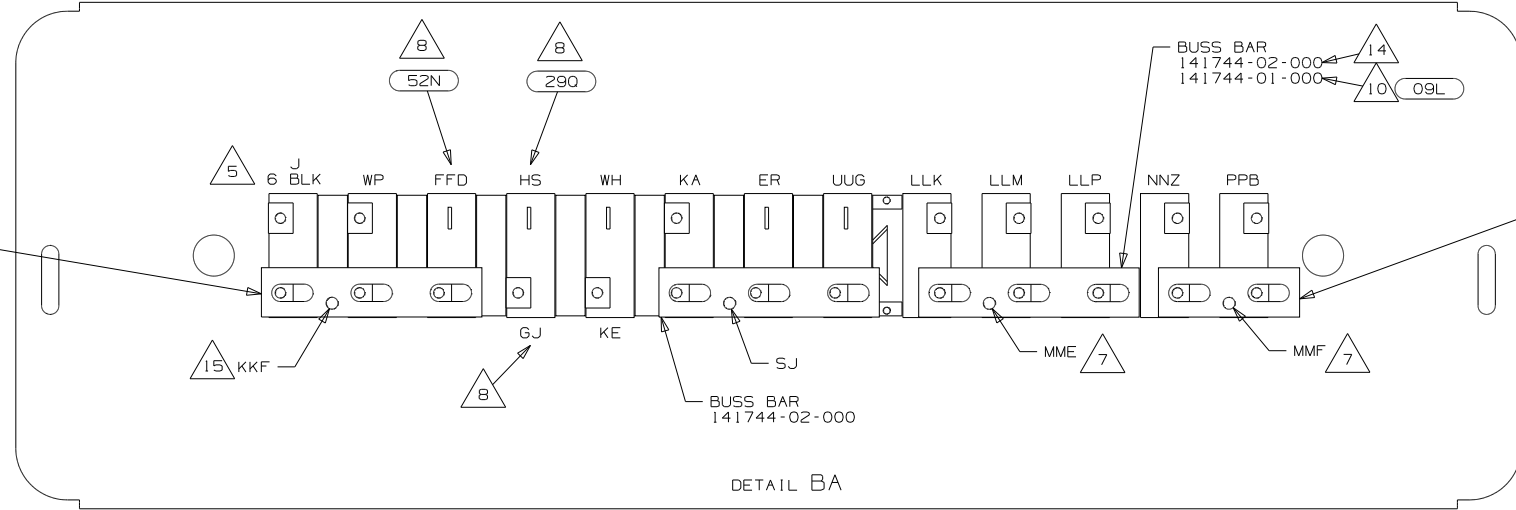 8
8
52N
29Q
BUSS BAR
141744-02-000
141744-01-000
14
10
09L
5
J
6 BLK
WP
FFD
HS
WH
KA
ER
UUG
LLK
LLM
LLP
NNZ
PPB
GJ
KE
15 KKF
8
SJ
MME
7
MMF
7
BUSS BAR
141744-02-000
DETAIL BA